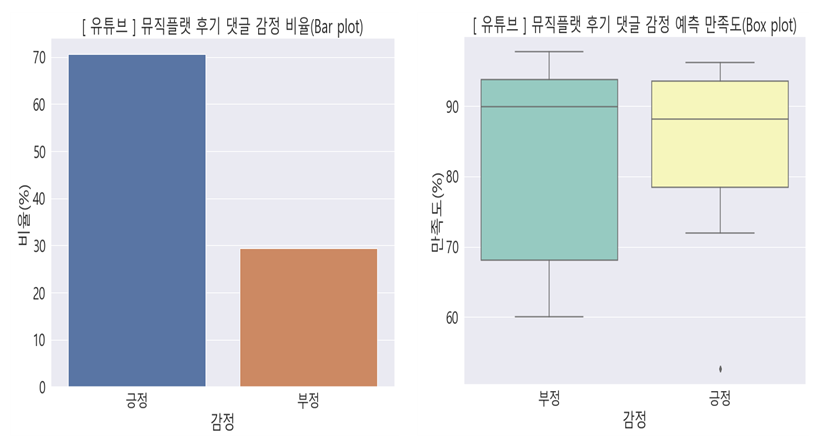 [ 유튜브 ] 뮤직플랫 후기 댓글 감정 비율(Bar plot)
70
60
50
40
30
20
10
0
비율(%)
긍정 부정
감정
[ 유튜브 ] 뮤직플랫 후기 댓글 감정 예측 만족도(Box plot)
90
80
70
60
만족도(%)
부정 긍정
감정